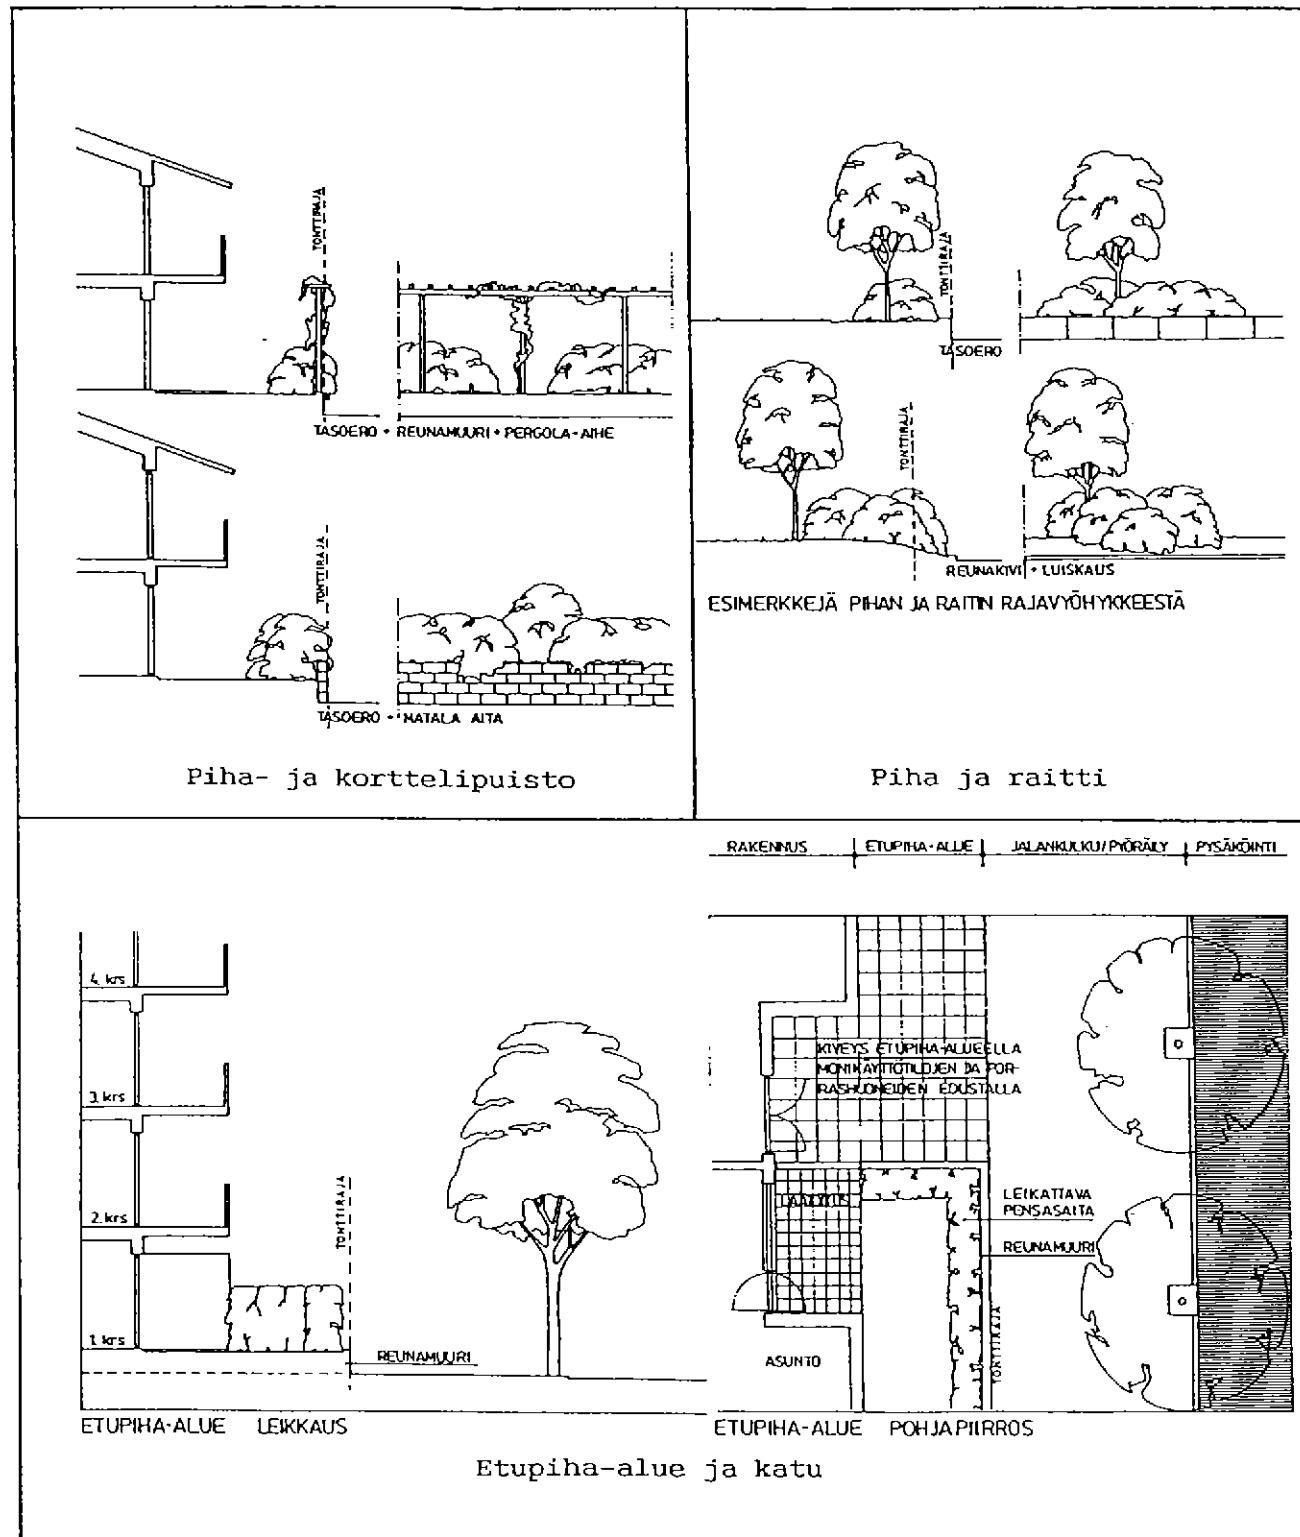 TONTTIRAJA
TASOERO + REUNAMUURI + PERGOLA-AIHE
TONTTIRAJA
TASOERO + MATALA AITA
Piha- ja korttelipuisto
TONTTIRAJA
TASOERO
TONTTIRAJA
REUNAKIVI + LUISKAUS
ESIMERKKEJÄ PIHAN JA RAITIN RAJAVYÖHYKKEESTÄ
Piha ja raitti
4. krs
3. krs
2. krs
1. krs
TONTTIRAJA
REUNAMUURI
ETUPIHA-ALUE LEIKKAUS
RAKENNUS ETUPIHA-ALUE JALANKULKU/PYÖRÄILY PYSÄKÖINTI
KIVEYS ETUPIHA-ALUEELLA
MONIKÄYTTÖTILOJEN JA POR-
RASHUONEIDEN EDUSTALLA
LAATOITUS
LEIKATTAVA
PENSASAITA
REUNAMUURI
TONTTIRAJA
ASUNTO
ETUPIHA-ALUE POHJAPIIRROS
Etupiha-alue ja katu